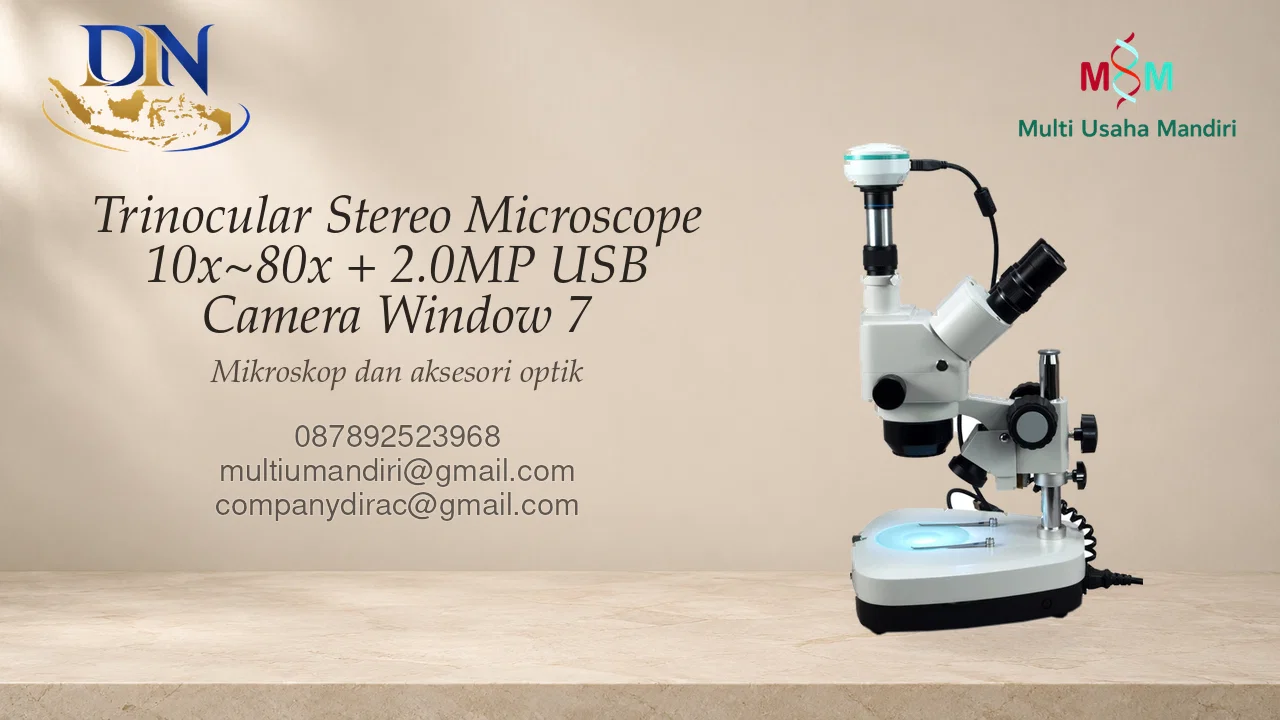 DIN
M M
Multi Usaha Mandiri
Trinocular Stereo Microscope
10x~80x + 2.0MP USB
Camera Window 7
Mikroskop dan aksesori optik
087892523968
multiumandiri@gmail.com
companydirac@gmail.com